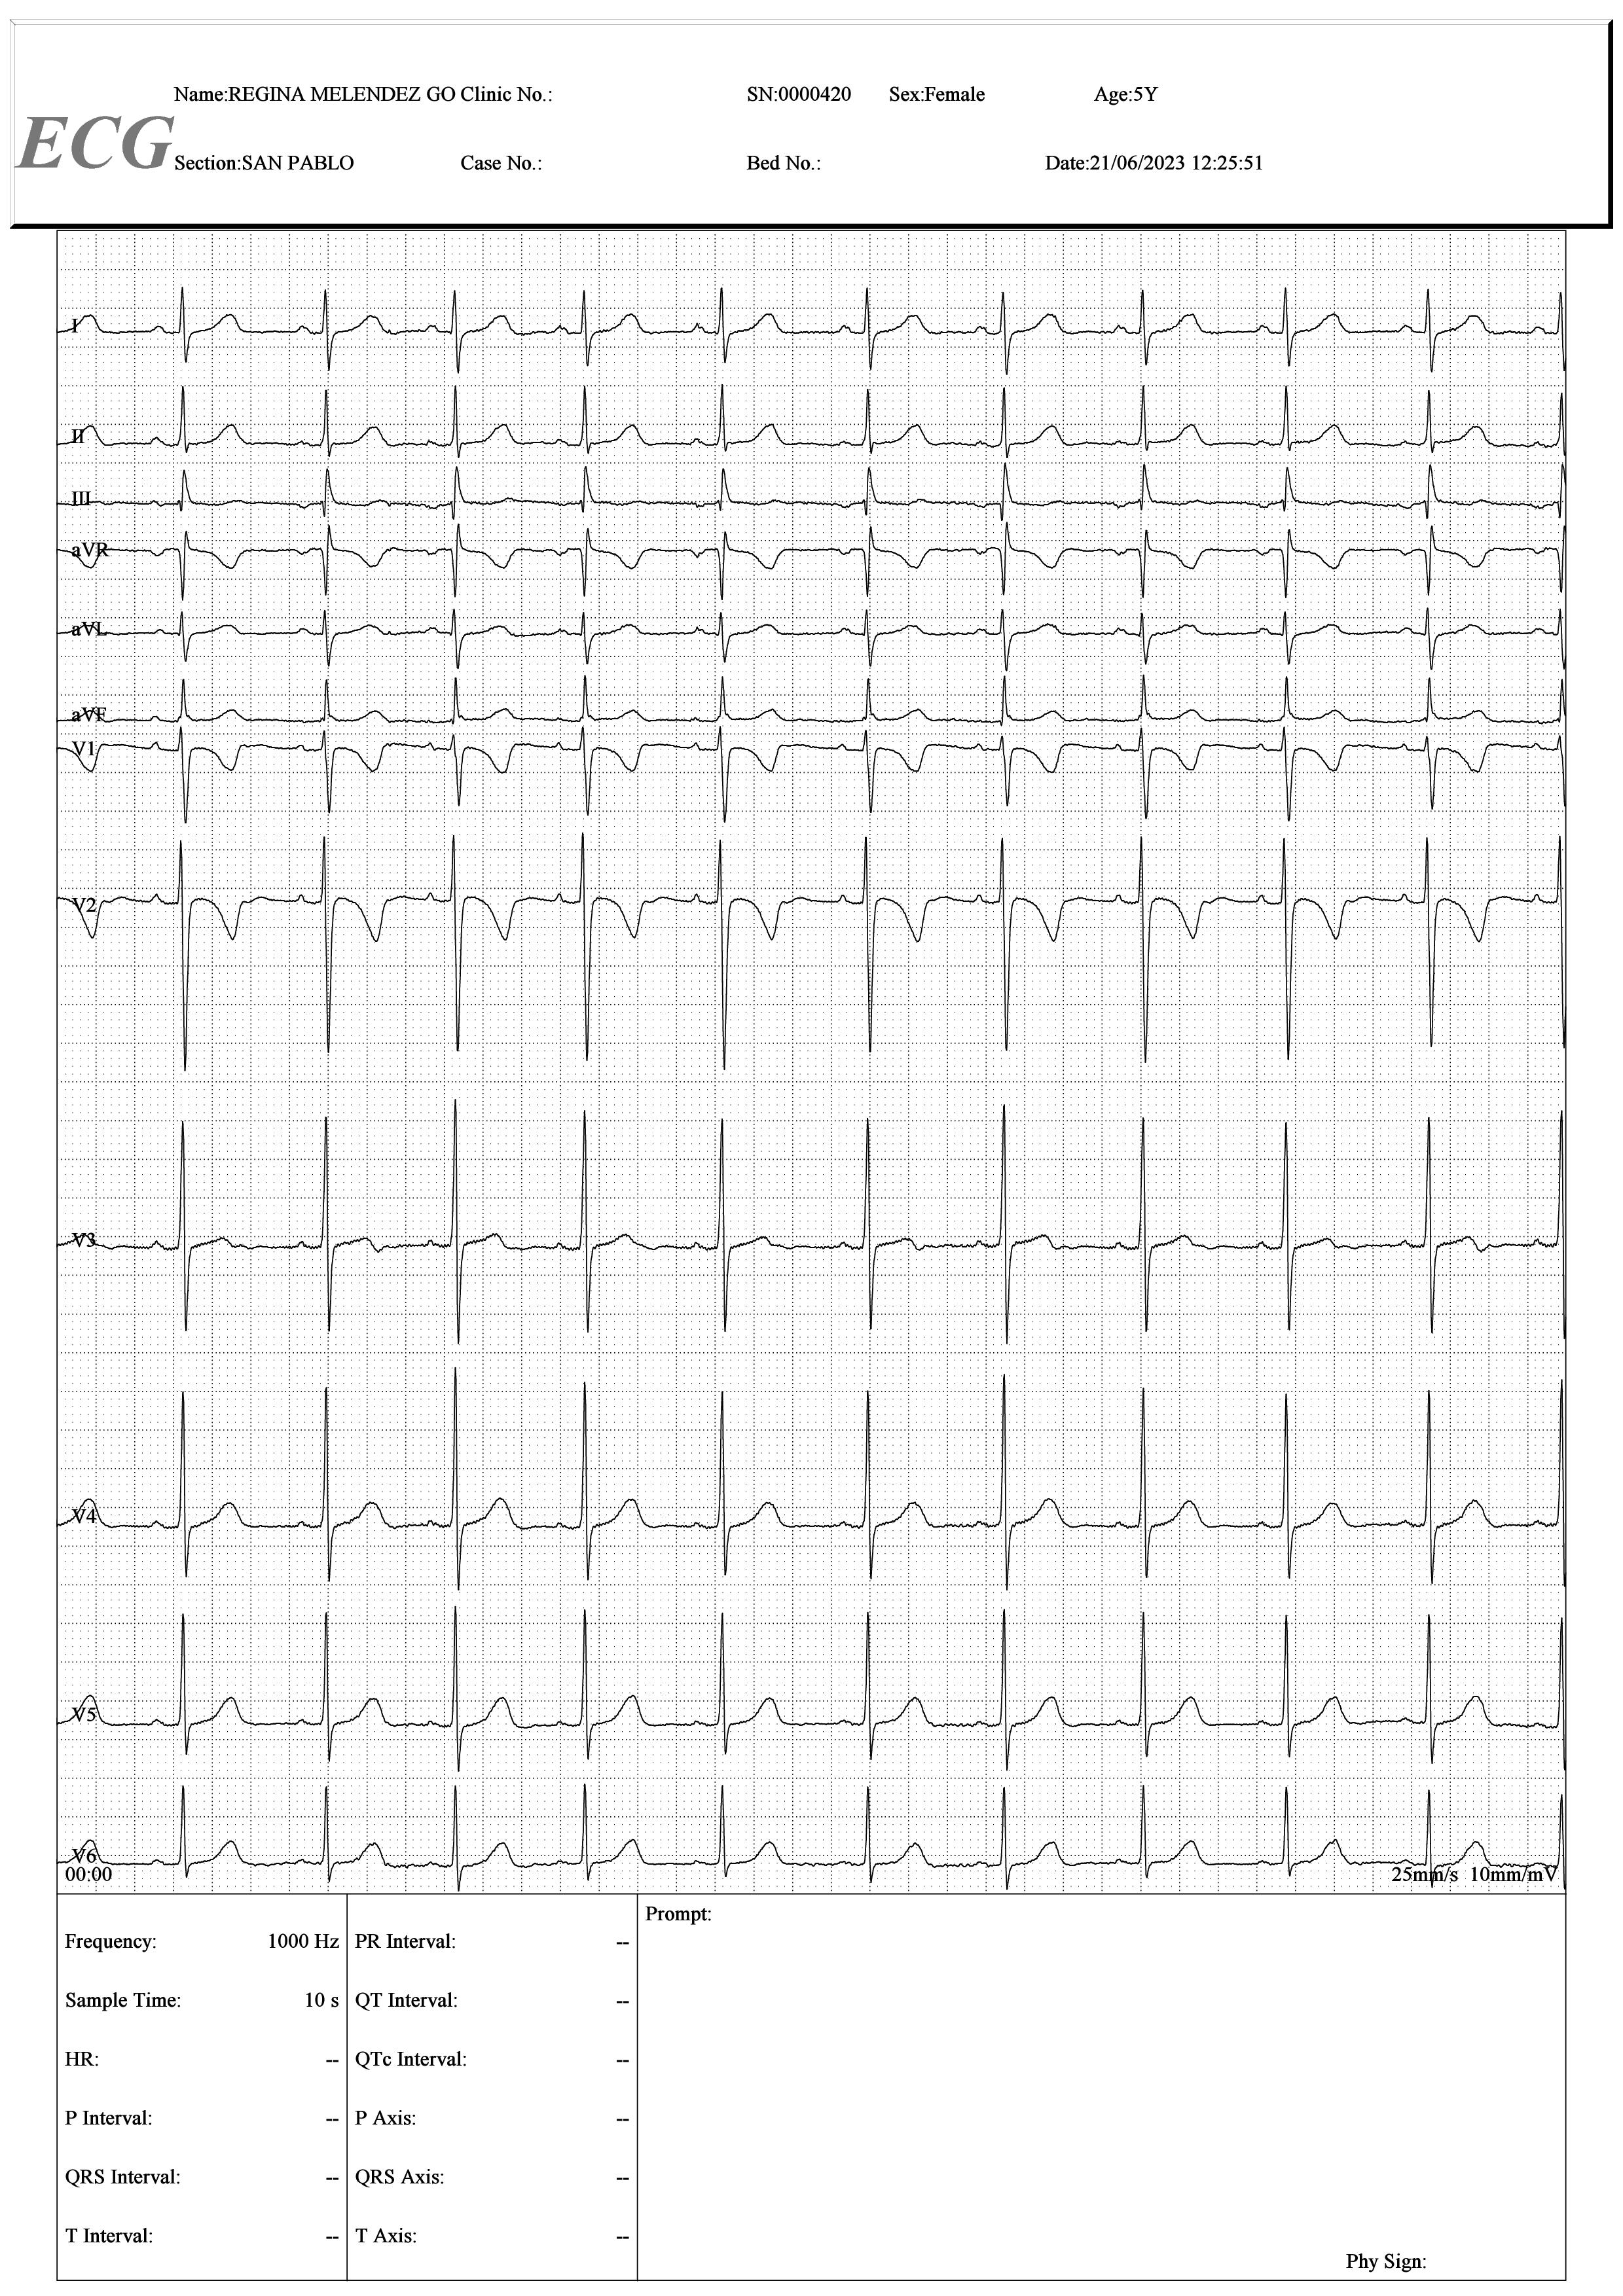 ECG
Name:REGINA MELENDEZ GO Clinic No.: SN:0000420 Sex:Female Age:5Y
Section:SAN PABLO Case No.: Bed No.: Date:21/06/2023 12:25:51
I
II
III
aVR
aVL
aVF
V1
V2
V3
V4
V5
V6
00:00 25mm/s 10mm/mV
Prompt:
Frequency: 1000 Hz PR Interval: --
Sample Time: 10 s QT Interval: --
HR: -- QTc Interval: --
P Interval: -- P Axis: --
QRS Interval: -- QRS Axis: --
T Interval: -- T Axis: --
Phy Sign: